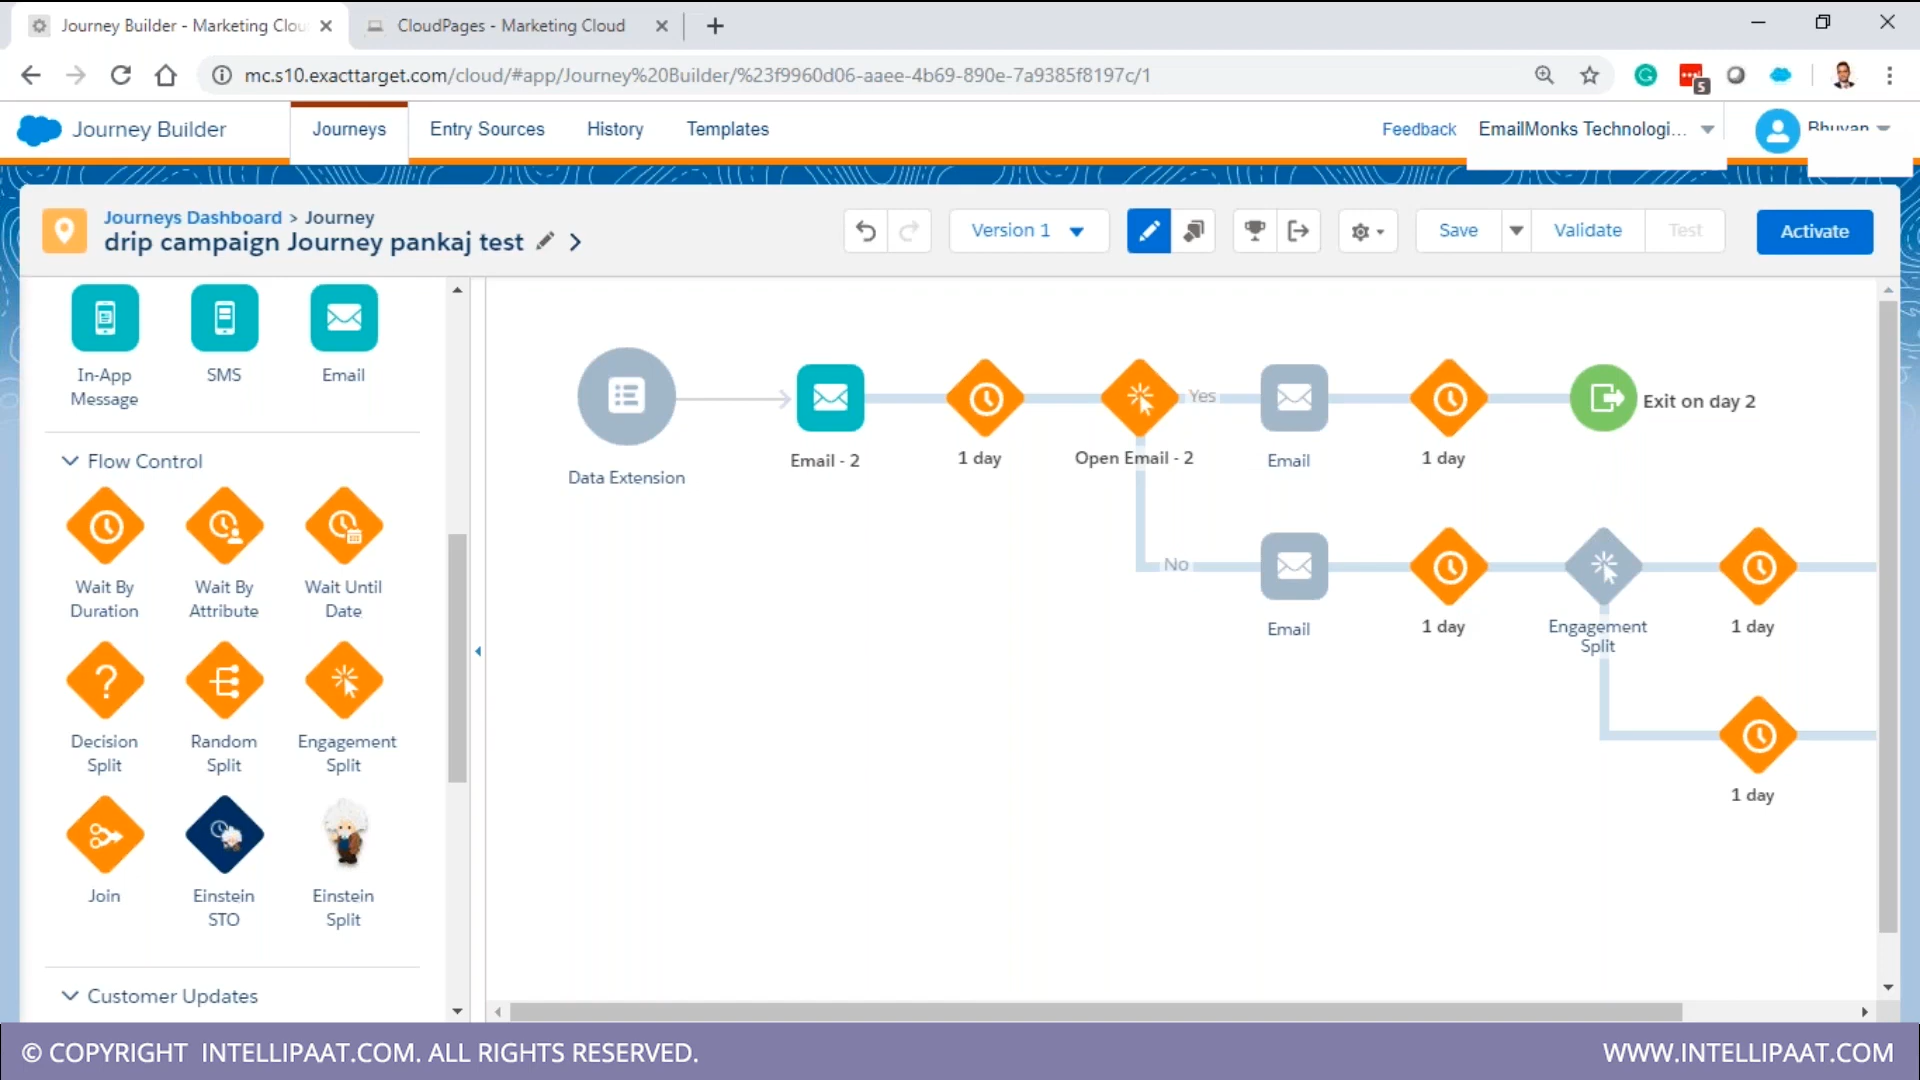 Journey Builder - Marketing Clou
CloudPages - Marketing Cloud
mc.s10.exacttarget.com/cloud/#app/Journey%20Builder/%23f9960d06-aaee-4b69-890e-7a9385f8197c/1
5
Journey Builder
Journeys
Entry Sources
History
Templates
Feedback
EmailMonks Technologi...
Journeys Dashboard > Journey
drip campaign Journey pankaj test
Version 1
Save
Validate
Test
Activate
In-App
Message
SMS
Email
Flow Control
Wait By
Duration
Wait By
Attribute
Wait Until
Date
Decision
Split
Random
Split
Engagement
Split
Join
Einstein
STO
Einstein
Split
Customer Updates
Data Extension
Email - 2
1 day
Open Email - 2
Yes
Email
1 day
Exit on day 2
No
Email
1 day
Engagement
Split
1 day
1 day
© COPYRIGHT INTELLIPAAT.COM. ALL RIGHTS RESERVED.
WWW.INTELLIPAAT.COM